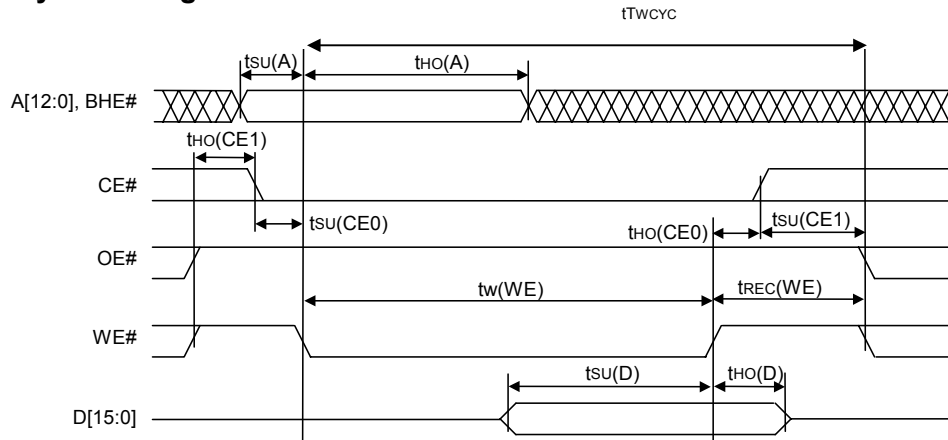 tTWCYC
tSU(A)
tHO(A)
A[12:0], BHE#
tHO(CE1)
CE#
tSU(CE0)
tHO(CE0)
tSU(CE1)
OE#
tw(WE)
tREC(WE)
WE#
tSU(D)
tHO(D)
D[15:0]